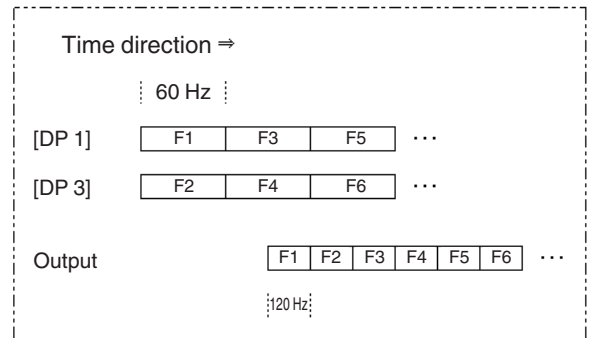 Time direction ⇒
60 Hz
[DP 1] F1 F3 F5 ···
[DP 3] F2 F4 F6 ···
Output F1 F2 F3 F4 F5 F6 ···
120 Hz